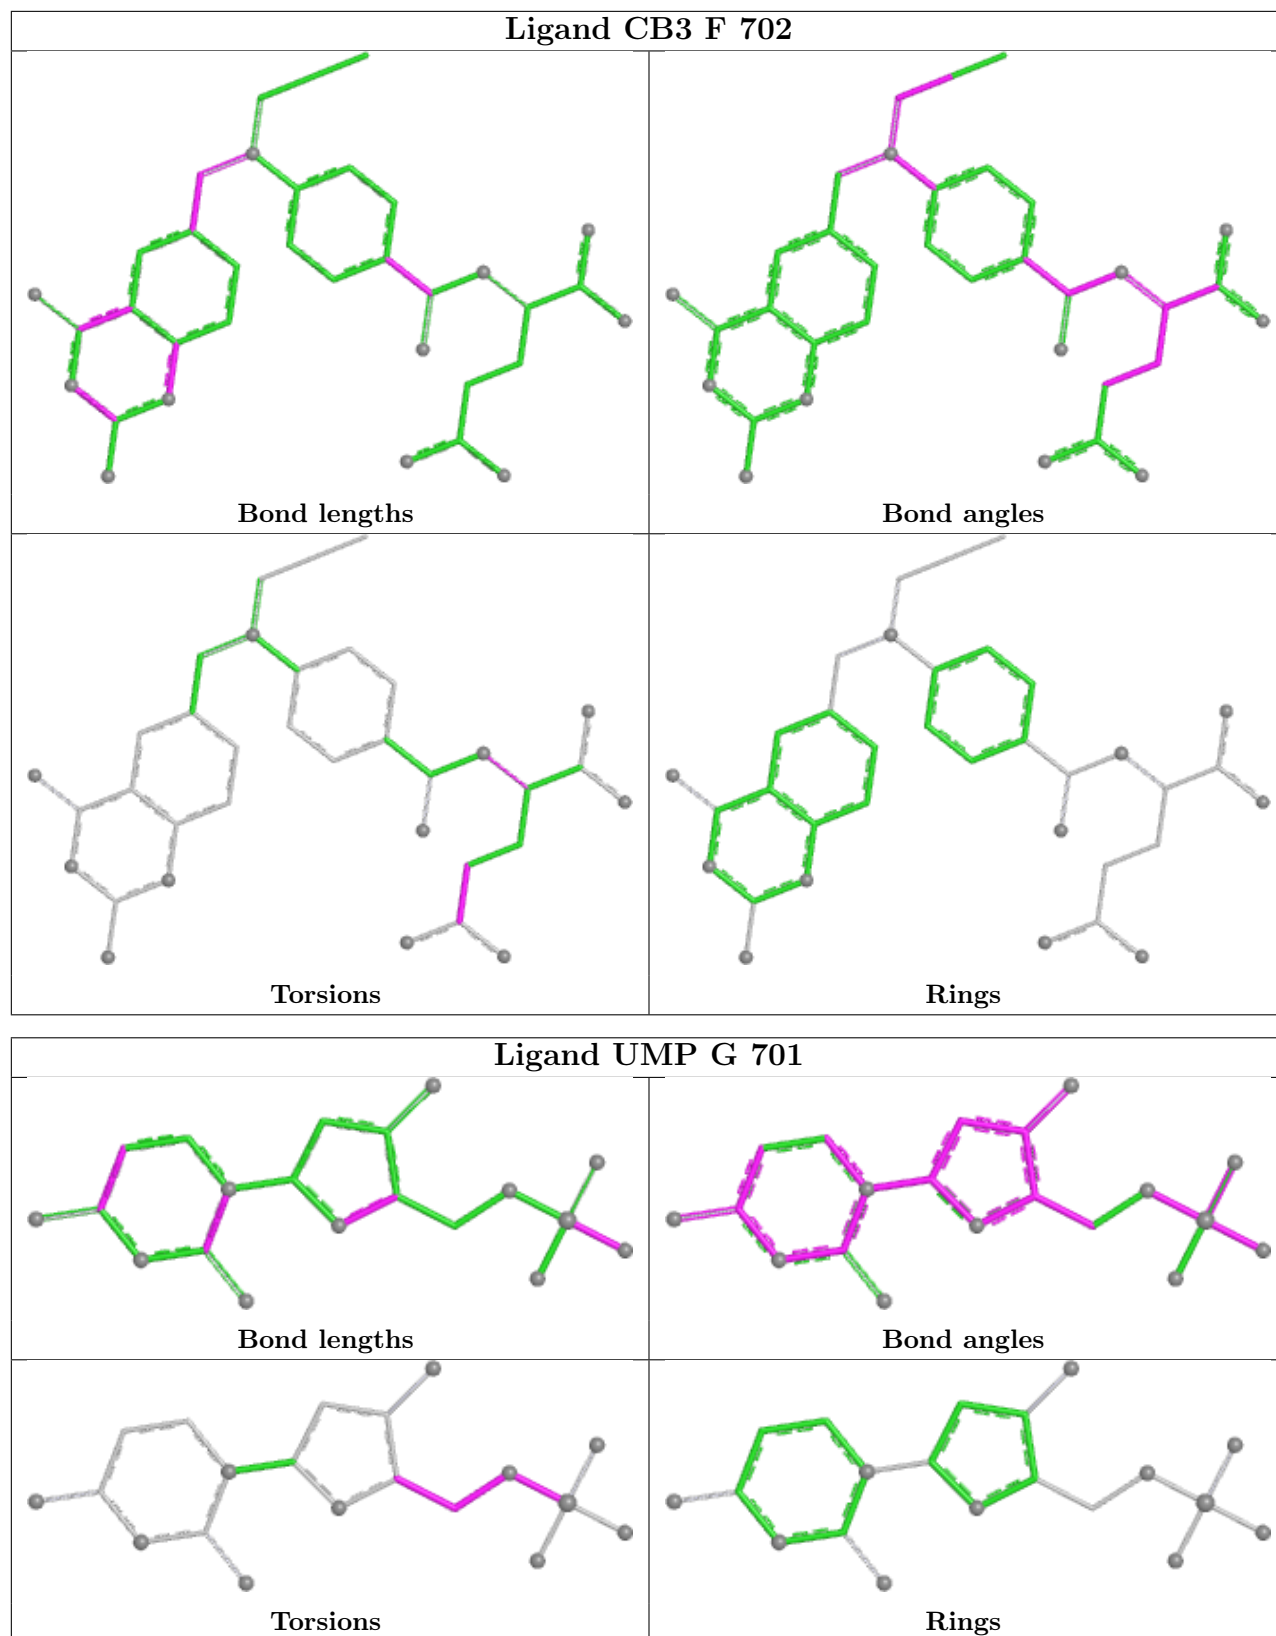 Ligand CB3 F 702
Bond lengths
Bond angles
Torsions
Rings
Ligand UMP G 701
Bond lengths
Bond angles
Torsions
Rings